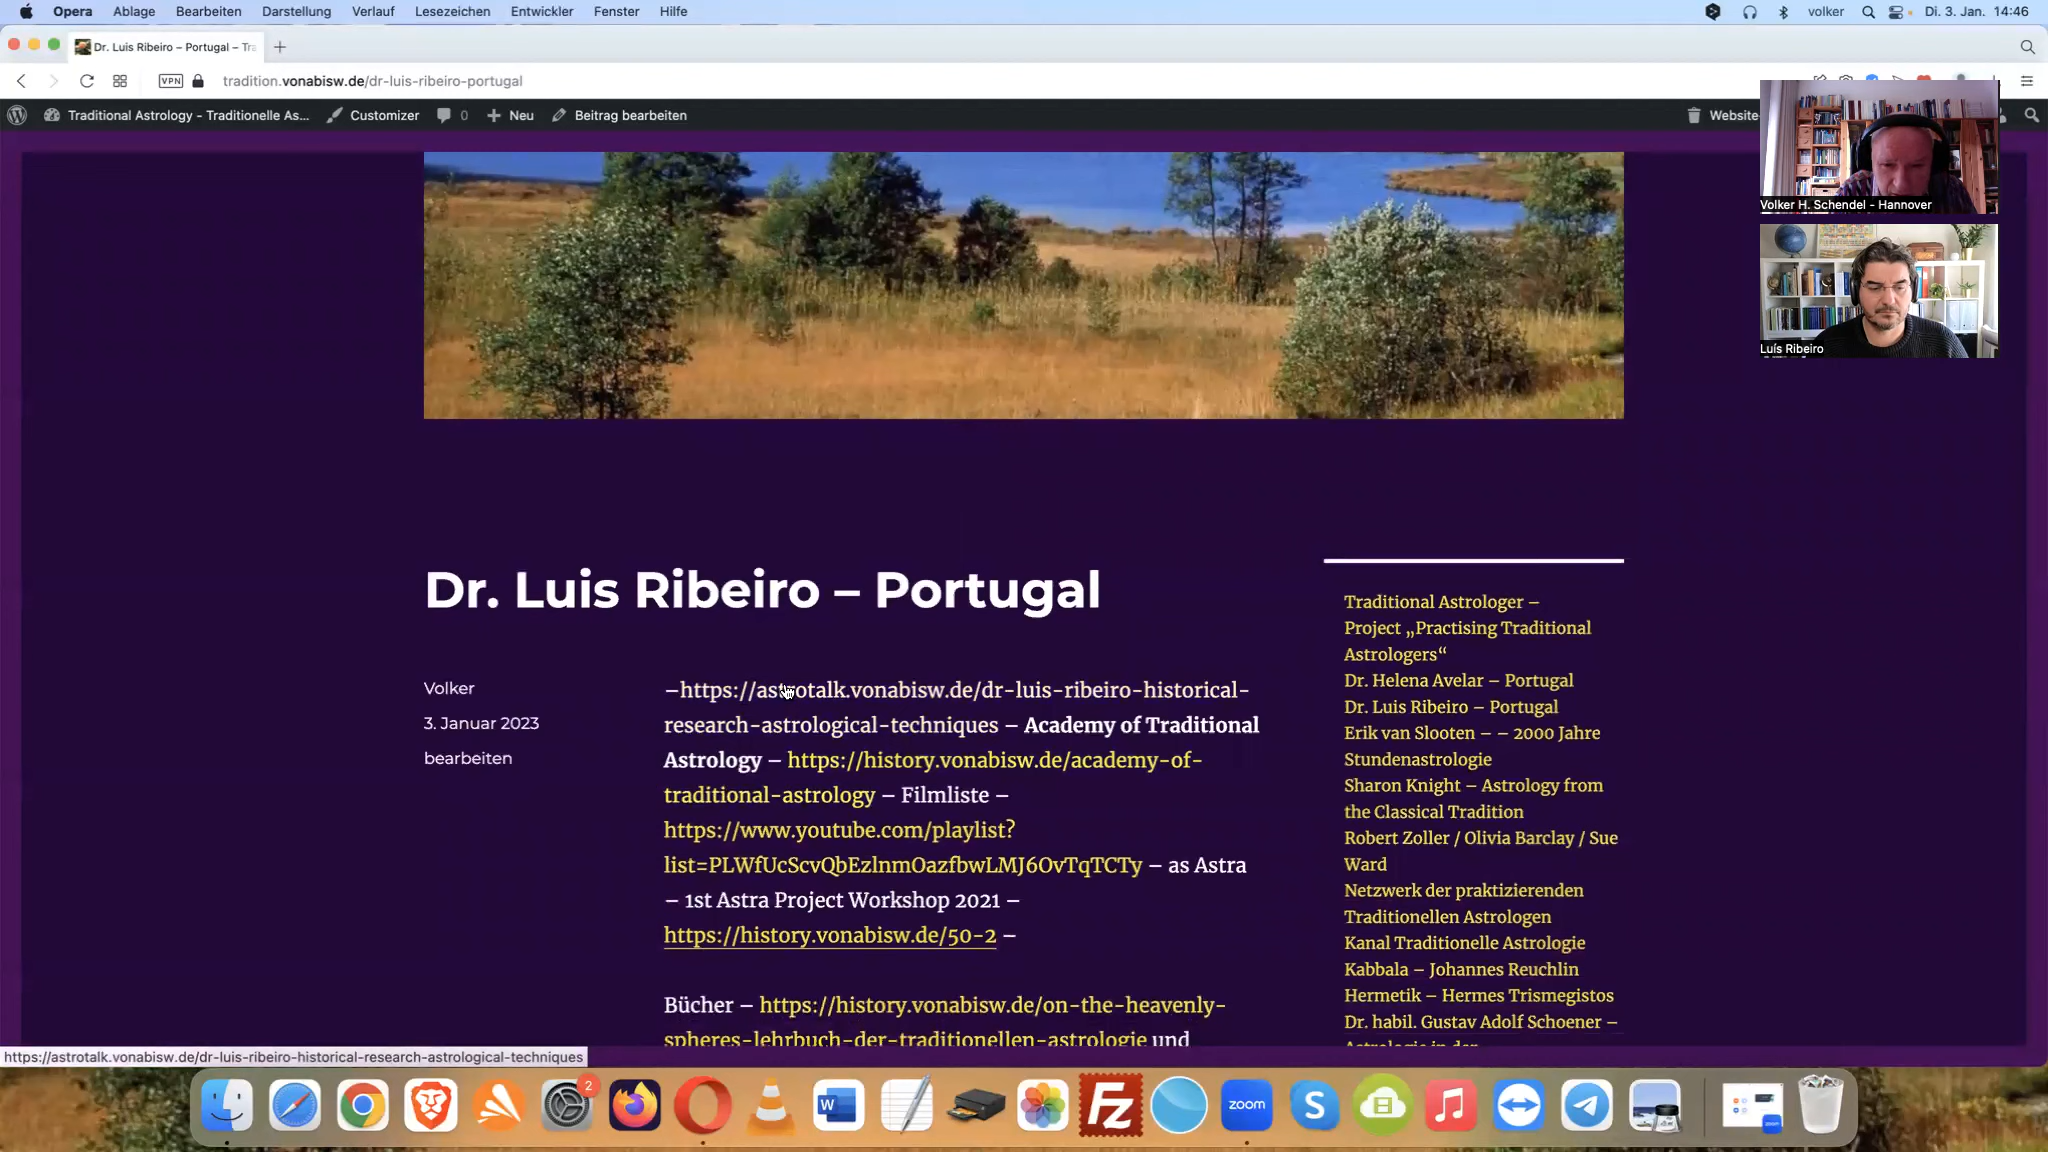 Opera Ablage Bearbeiten Darstellung Verlauf Lesezeichen Entwickler Fenster Hilfe volker Di. 3. Jan. 14:46
Dr. Luis Ribeiro – Portugal – Tra
VPN tradition.vonabisw.de/dr-luis-ribeiro-portugal
Traditional Astrology - Traditionelle As... Customizer 0 Neu Beitrag bearbeiten Website
Volker H. Schendel - Hannover
Luís Ribeiro
Dr. Luis Ribeiro – Portugal
Volker
3. Januar 2023
bearbeiten
–https://astrotalk.vonabisw.de/dr-luis-ribeiro-historical-
research-astrological-techniques – Academy of Traditional
Astrology – https://history.vonabisw.de/academy-of-
traditional-astrology – Filmliste –
https://www.youtube.com/playlist?
list=PLWfUcScvQbEzlnmOazfbwLMJ6OvTqTCTy – as Astra
– 1st Astra Project Workshop 2021 –
https://history.vonabisw.de/50-2 –
Bücher – https://history.vonabisw.de/on-the-heavenly-
spheres-lehrbuch-der-traditionellen-astrologie und
Traditional Astrologer –
Project „Practising Traditional
Astrologers“
Dr. Helena Avelar – Portugal
Dr. Luis Ribeiro – Portugal
Erik van Slooten – – 2000 Jahre
Stundenastrologie
Sharon Knight – Astrology from
the Classical Tradition
Robert Zoller / Olivia Barclay / Sue
Ward
Netzwerk der praktizierenden
Traditionellen Astrologen
Kanal Traditionelle Astrologie
Kabbala – Johannes Reuchlin
Hermetik – Hermes Trismegistos
Dr. habil. Gustav Adolf Schoener –
Astrologie in der
https://astrotalk.vonabisw.de/dr-luis-ribeiro-historical-research-astrological-techniques
2
W
Fz
zoom
S